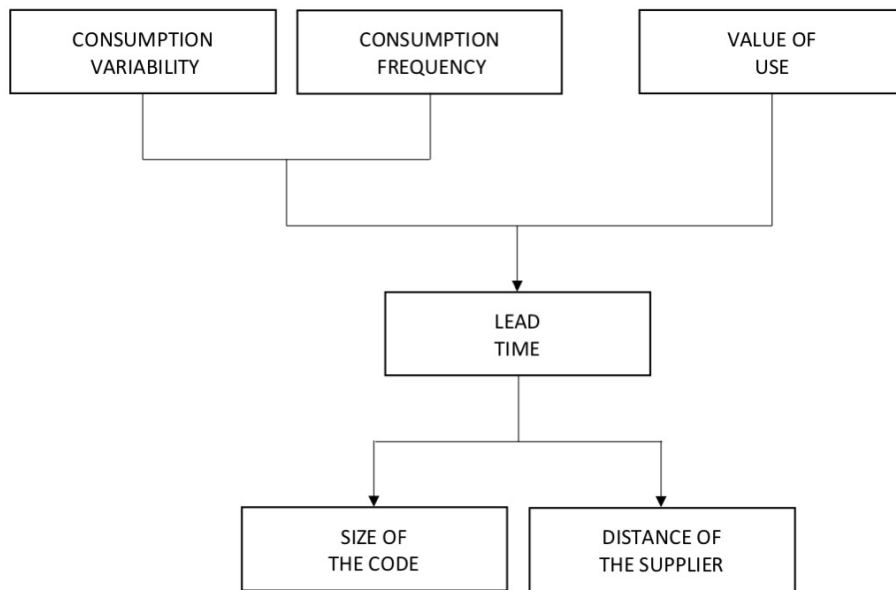 CONSUMPTION
VARIABILITY
CONSUMPTION
FREQUENCY
VALUE OF
USE
LEAD
TIME
SIZE OF
THE CODE
DISTANCE OF
THE SUPPLIER